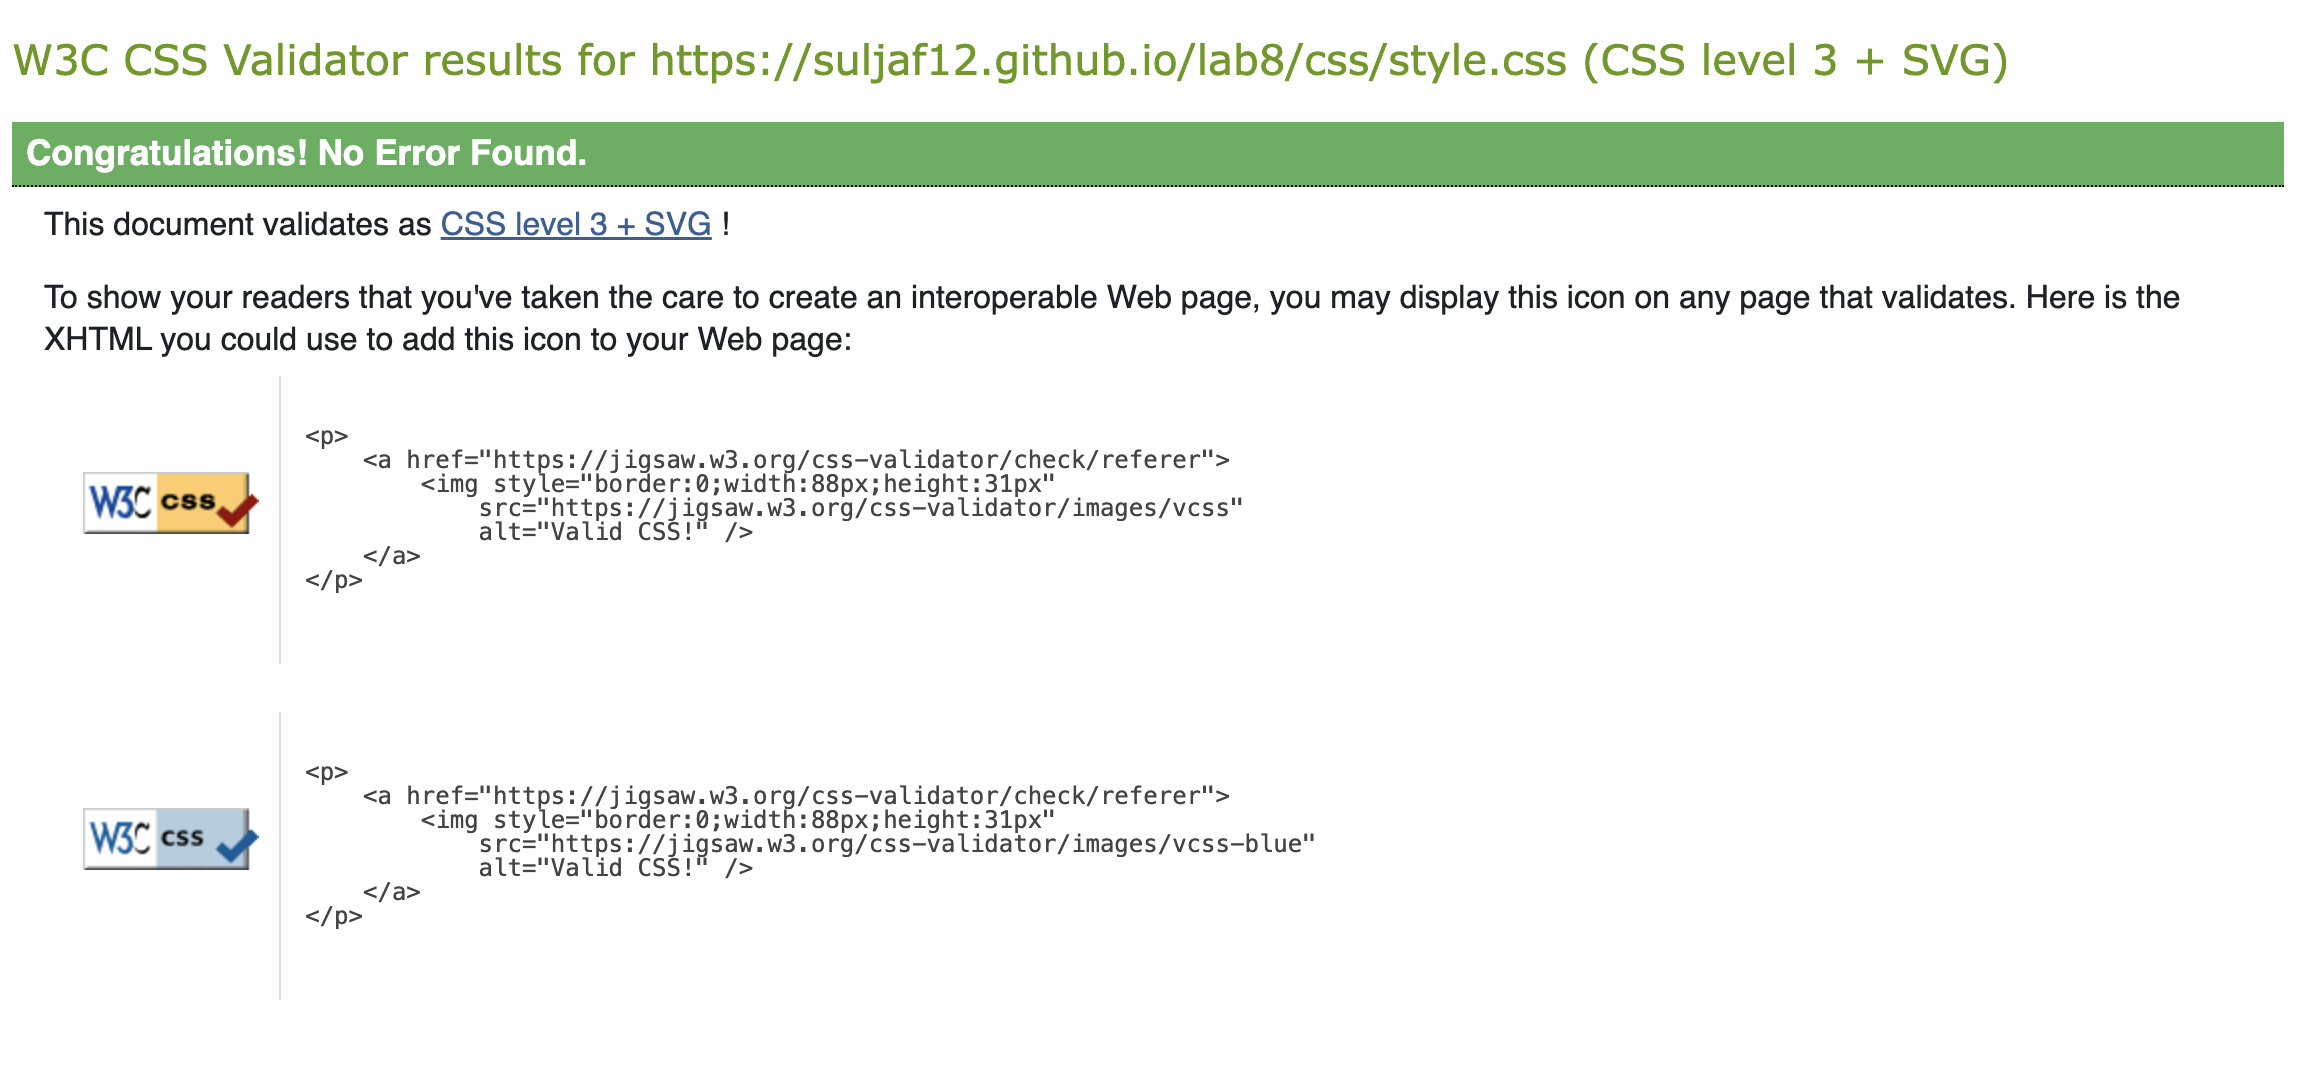 W3C CSS Validator results for https://suljaf12.github.io/lab8/css/style.css (CSS level 3 + SVG)
Congratulations! No Error Found.
This document validates as CSS level 3 + SVG !
To show your readers that you've taken the care to create an interoperable Web page, you may display this icon on any page that validates. Here is the
XHTML you could use to add this icon to your Web page:
<p>
<a href="https://jigsaw.w3.org/css-validator/check/referer">
<img style="border:0;width:88px;height:31px"
W3C css
src="https://jigsaw.w3.org/css-validator/images/vcss"
alt="Valid CSS!" />
</a>
</p>
<p>
<a href="https://jigsaw.w3.org/css-validator/check/referer">
<img style="border:0;width:88px;height:31px"
W3C css
src="https://jigsaw.w3.org/css-validator/images/vcss-blue"
alt="Valid CSS!" />
</a>
</p>